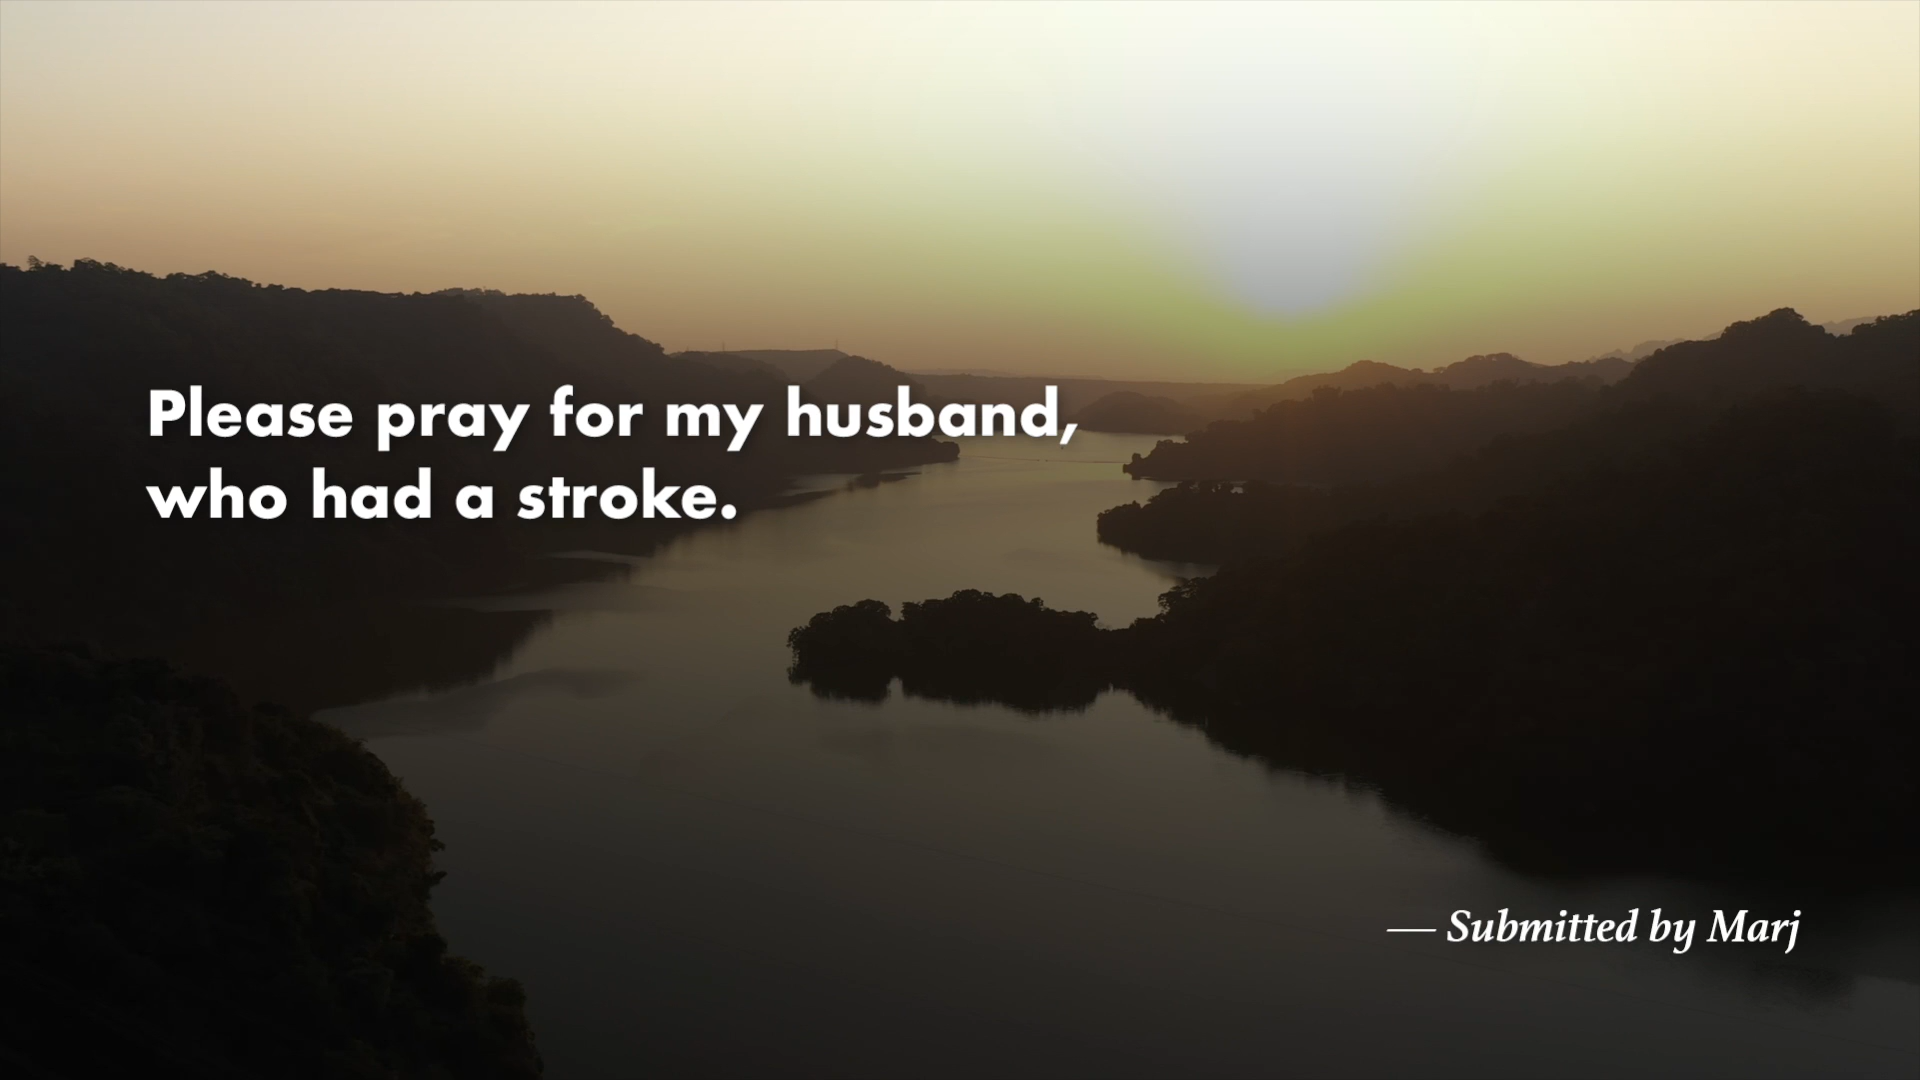 Please pray for my husband,
who had a stroke.
— Submitted by Marj